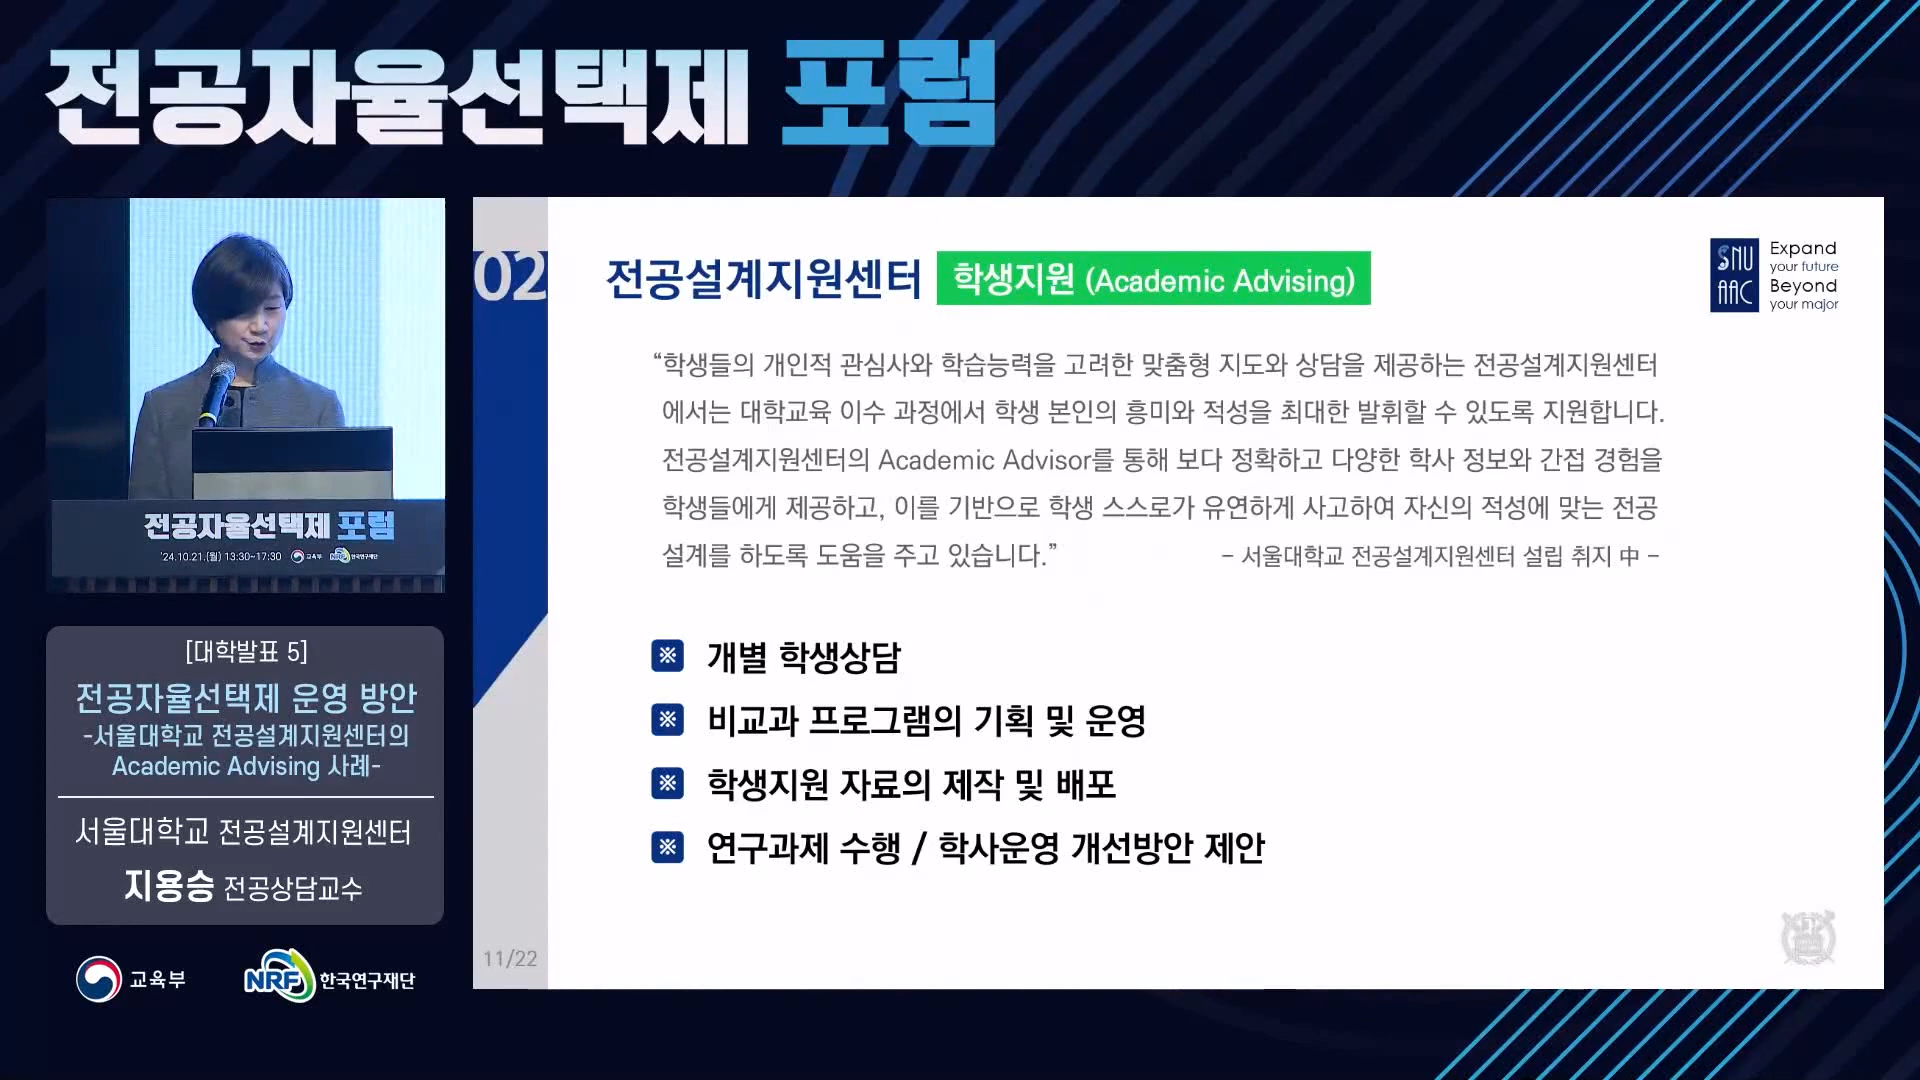 전공자율선택제 포럼
전공자율선택제 포럼
'24.10.21.(월) 13:30~17:30 교육부 NRF 한국연구재단
[대학발표 5]
전공자율선택제 운영 방안
-서울대학교 전공설계지원센터의
Academic Advising 사례-
서울대학교 전공설계지원센터
지용승 전공상담교수
교육부
NRF 한국연구재단
02
전공설계지원센터 학생지원 (Academic Advising)
SNU
AAC
Expand
your future
Beyond
your major
“학생들의 개인적 관심사와 학습능력을 고려한 맞춤형 지도와 상담을 제공하는 전공설계지원센터
에서는 대학교육 이수 과정에서 학생 본인의 흥미와 적성을 최대한 발휘할 수 있도록 지원합니다.
전공설계지원센터의 Academic Advisor를 통해 보다 정확하고 다양한 학사 정보와 간접 경험을
학생들에게 제공하고, 이를 기반으로 학생 스스로가 유연하게 사고하여 자신의 적성에 맞는 전공
설계를 하도록 도움을 주고 있습니다.” – 서울대학교 전공설계지원센터 설립 취지 中 –
※ 개별 학생상담
※ 비교과 프로그램의 기획 및 운영
※ 학생지원 자료의 제작 및 배포
※ 연구과제 수행 / 학사운영 개선방안 제안
11/22